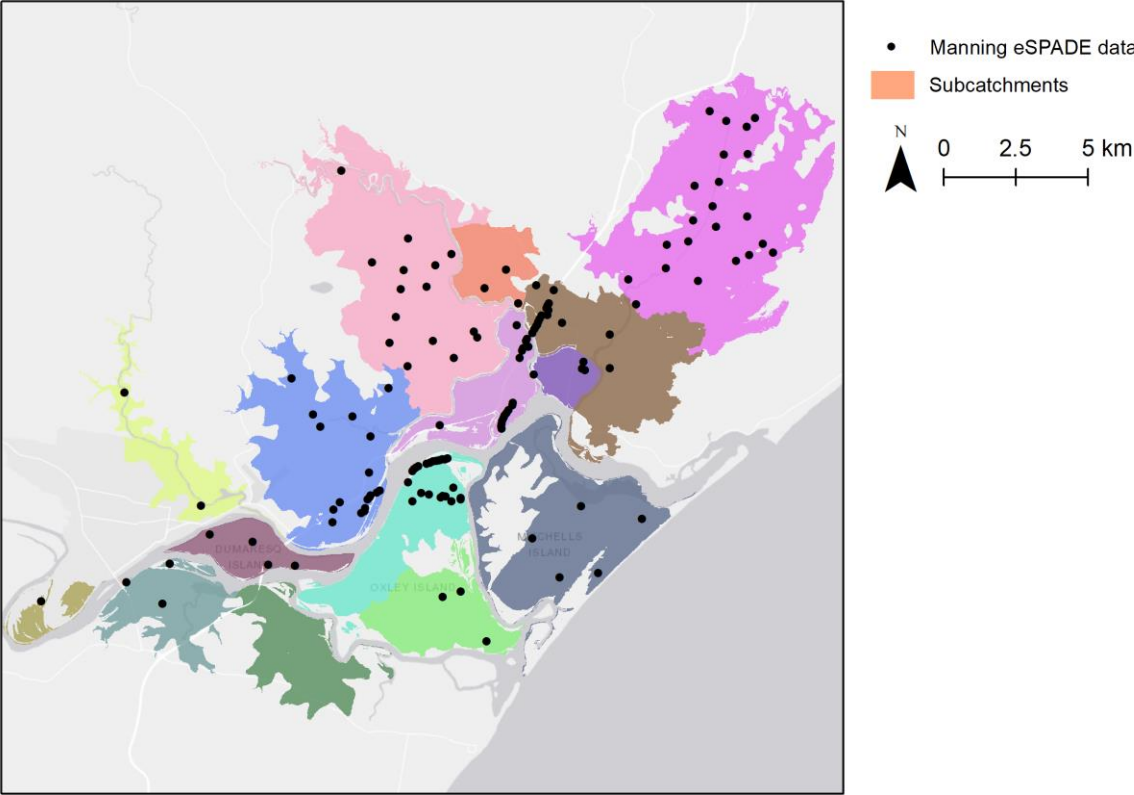 Manning eSPADE data
Subcatchments
N
0 2.5 5 km
MITCHELLS
ISLAND
DUMARESQ
ISLAND
OXLEY ISLAND